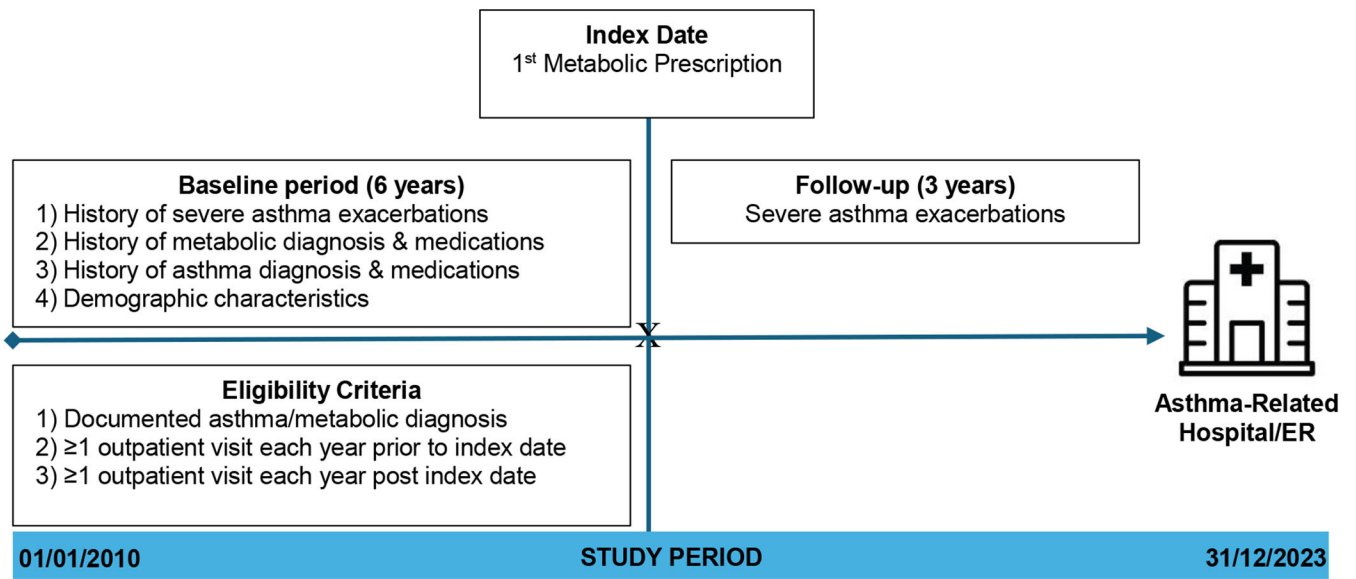 Index Date
1st Metabolic Prescription
Baseline period (6 years)
1) History of severe asthma exacerbations
2) History of metabolic diagnosis & medications
3) History of asthma diagnosis & medications
4) Demographic characteristics
Follow-up (3 years)
Severe asthma exacerbations
X
Eligibility Criteria
1) Documented asthma/metabolic diagnosis
2) ≥1 outpatient visit each year prior to index date
3) ≥1 outpatient visit each year post index date
Asthma-Related
Hospital/ER
01/01/2010 STUDY PERIOD 31/12/2023